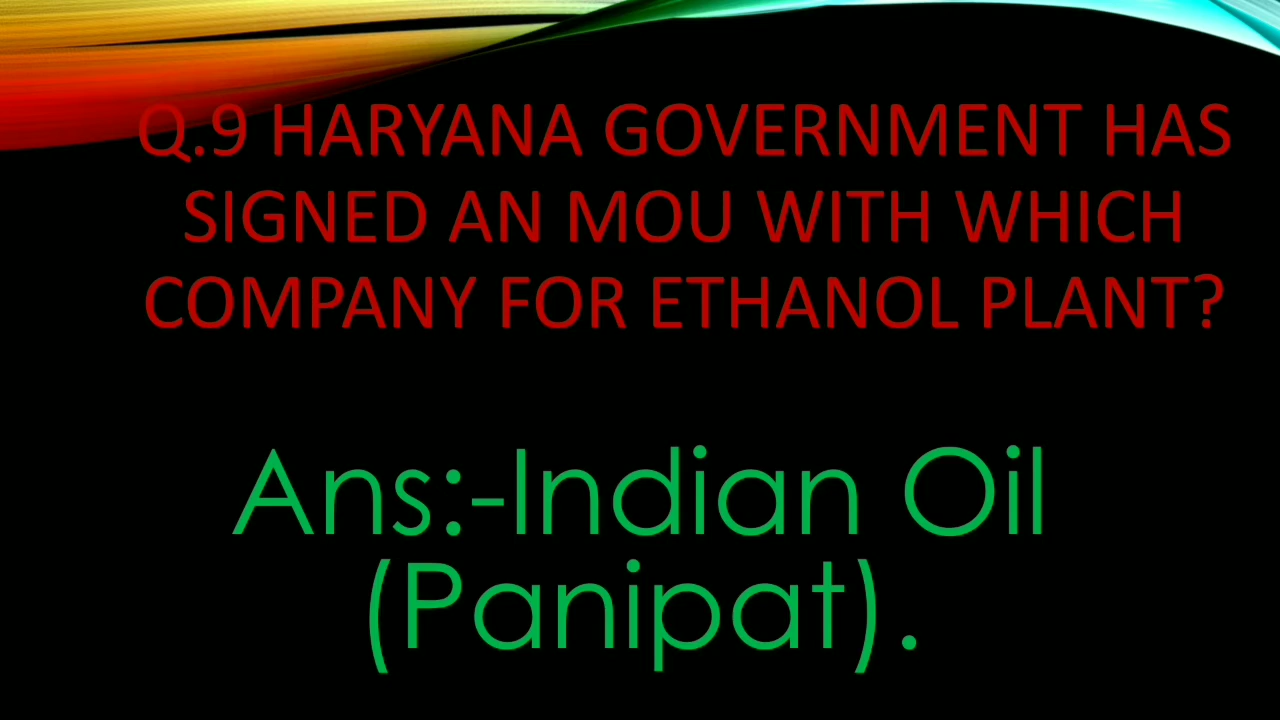 Q.9 HARYANA GOVERNMENT HAS
SIGNED AN MOU WITH WHICH
COMPANY FOR ETHANOL PLANT?
Ans:-Indian Oil
(Panipat).